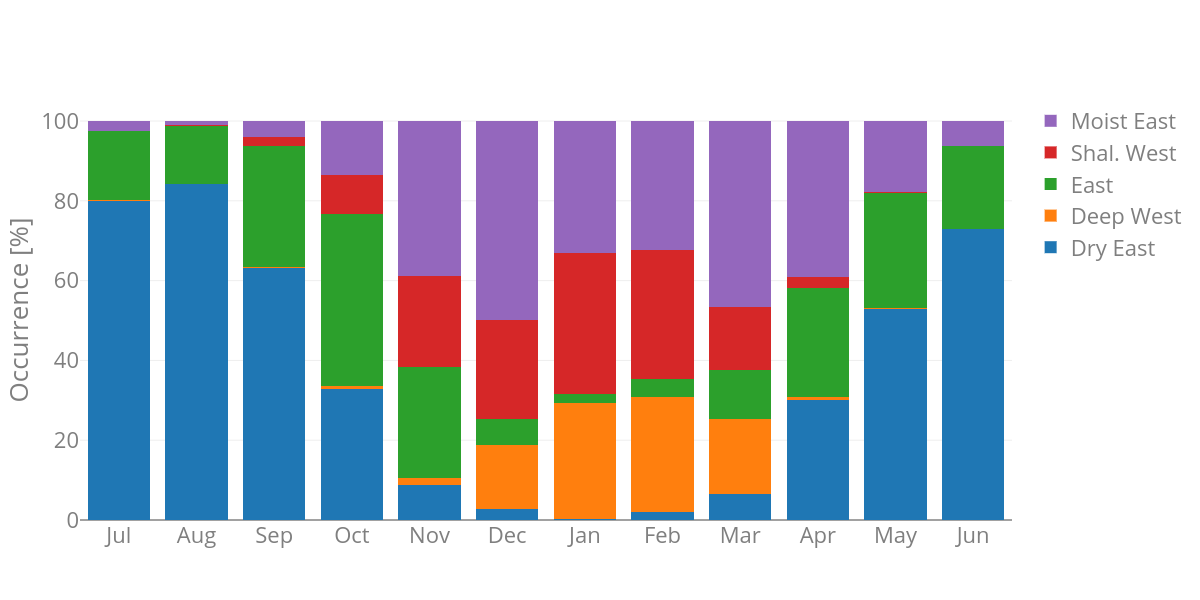 Occurrence [%]
100
80
60
40
20
0
Jul Aug Sep Oct Nov Dec Jan Feb Mar Apr May Jun
Moist East
Shal. West
East
Deep West
Dry East